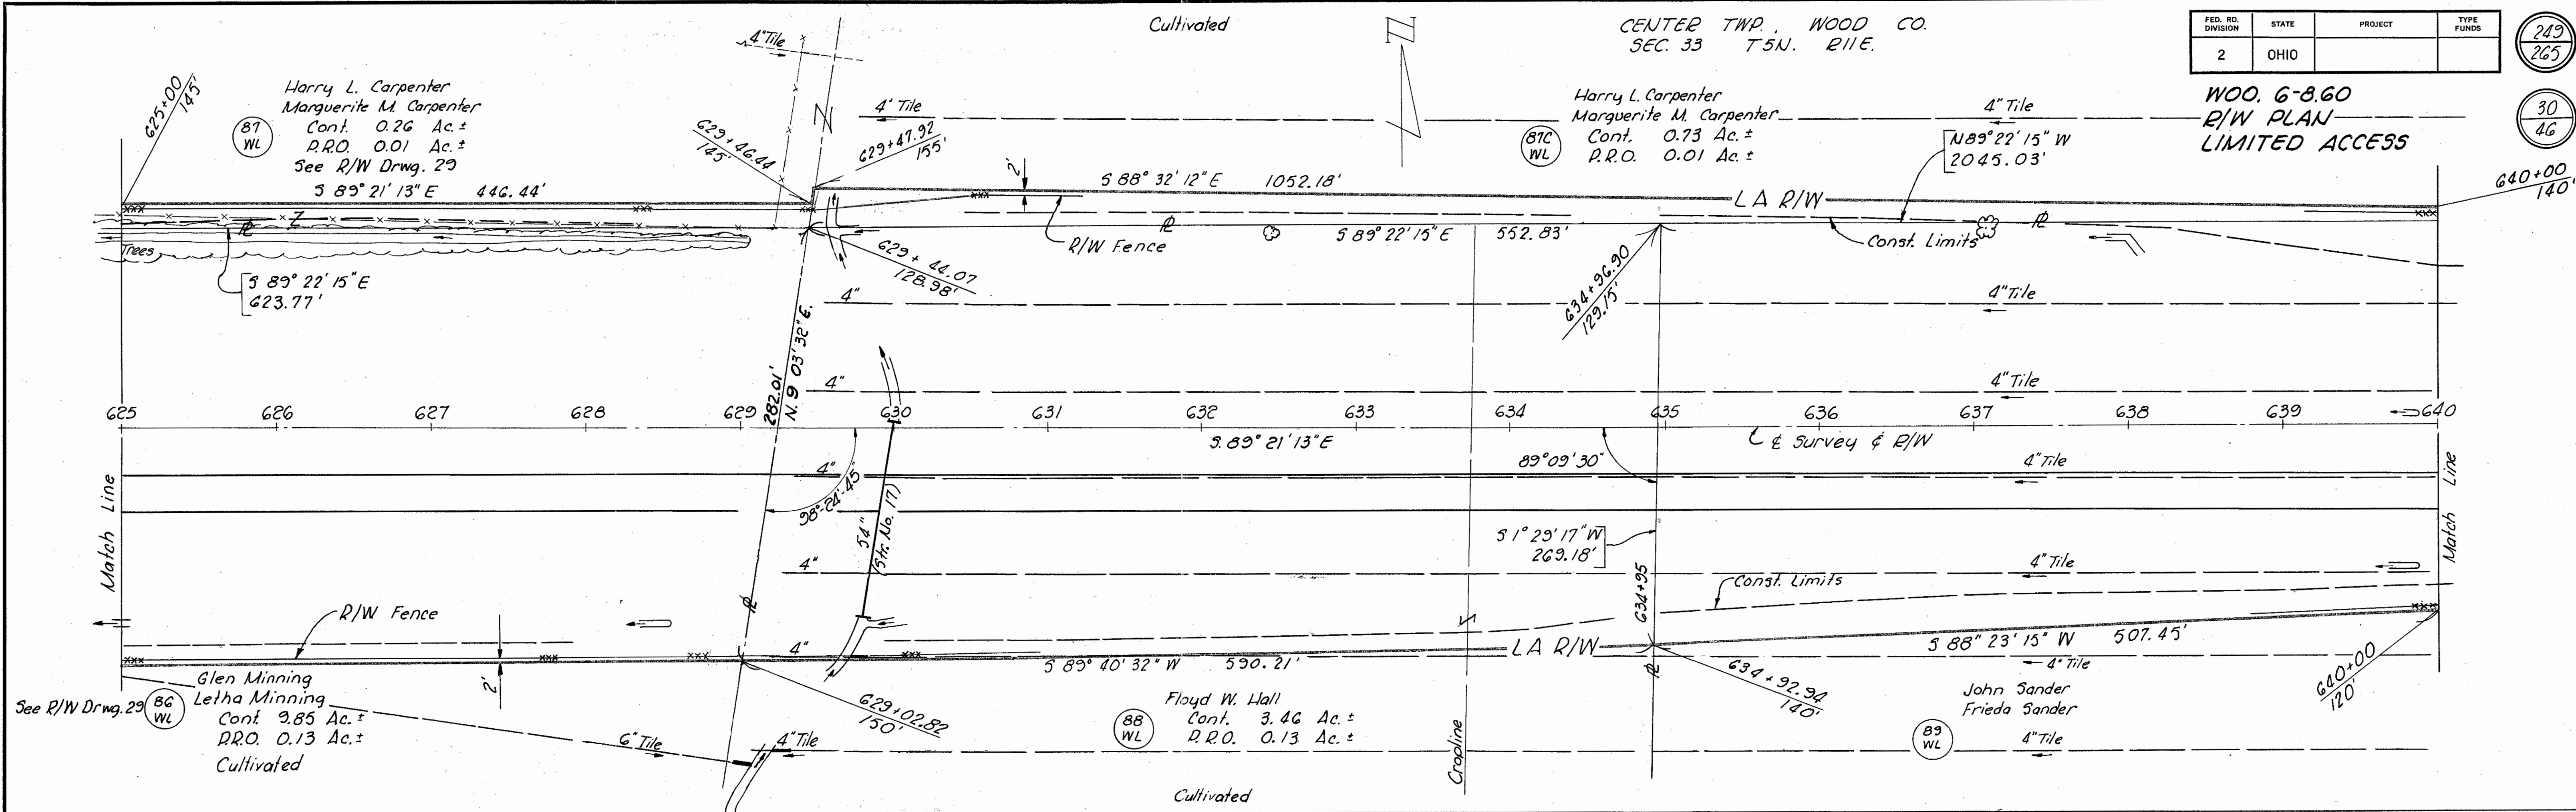 Cultivated
CENTER TWP., WOOD CO.
SEC. 33 T5N. R11E.
FED. RD. DIVISION
STATE
PROJECT
TYPE FUNDS
2
OHIO
249
265
WOO. 6-8.60
R/W PLAN
LIMITED ACCESS
30
46
4" Tile
625+00
145'
Harry L. Carpenter
Marguerite M. Carpenter
Cont. 0.26 Ac. ±
P.R.O. 0.01 Ac. ±
See R/W Drwg. 29
87
WL
S 89° 21' 13" E 446.44'
629+46.44
145'
629+47.92
155'
4" Tile
Harry L. Carpenter
Marguerite M. Carpenter
Cont. 0.73 Ac. ±
P.R.O. 0.01 Ac. ±
87C
WL
4" Tile
N 89° 22' 15" W
2045.03'
640+00
140'
2'
S 88° 32' 12" E 1052.18'
LA R/W
Trees
S 89° 22' 15" E
623.77'
R/W Fence
S 89° 22' 15" E 552.83'
Const. Limits
629+44.07
128.98'
634+96.90
129.15'
4"
4" Tile
282.01'
N. 9° 03' 32" E.
4"
4" Tile
625 626 627 628 629 630 631 632 633 634 635 636 637 638 639 640
S. 89° 21' 13" E
℄ Survey & R/W
4"
98°-24'-45"
89°09'30"
4" Tile
Match Line
54"
(Str. No. 17)
S 1° 29' 17" W
269.18'
634+95
Match Line
4"
4" Tile
Const. Limits
R/W Fence
4"
S 89° 40' 32" W 590.21'
LA R/W
S 88° 23' 15" W 507.45'
4" Tile
2'
Glen Minning
Letha Minning
Cont 9.85 Ac. ±
P.R.O. 0.13 Ac. ±
Cultivated
See R/W Drwg. 29
86
WL
629+02.82
150'
Floyd W. Hall
Cont. 3.46 Ac. ±
P.R.O. 0.13 Ac. ±
88
WL
634+92.94
140'
John Sander
Frieda Sander
89
WL
640+00
120'
6" Tile
4" Tile
Cropline
4" Tile
Cultivated